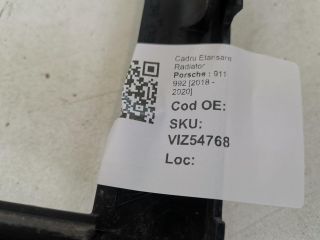 Cadru Etansare
Radiator
Porsche: 911
992 [2018 -
2020]
Cod OE:
SKU:
VIZ54768
Loc: